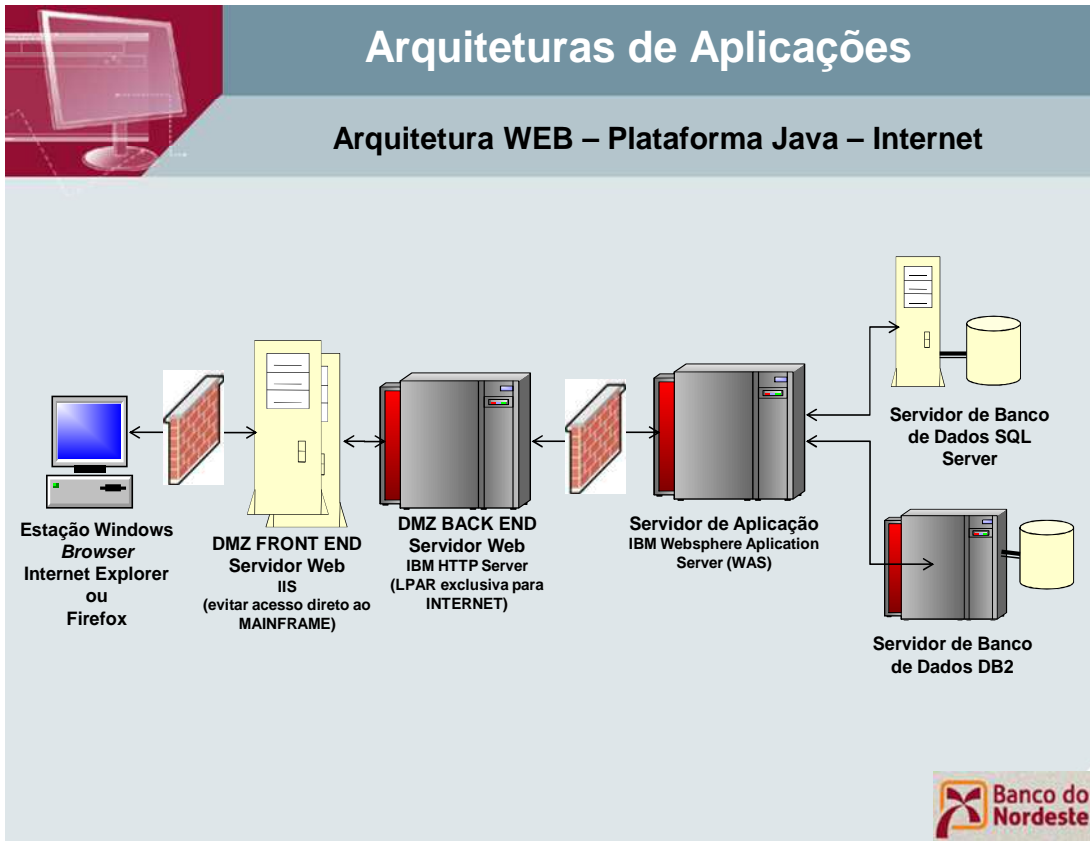 Arquiteturas de Aplicações
Arquitetura WEB – Plataforma Java – Internet
Estação Windows
Browser
Internet Explorer
ou
Firefox
DMZ FRONT END
Servidor Web
IIS
(evitar acesso direto ao
MAINFRAME)
DMZ BACK END
Servidor Web
IBM HTTP Server
(LPAR exclusiva para
INTERNET)
Servidor de Aplicação
IBM Websphere Aplication
Server (WAS)
Servidor de Banco
de Dados SQL
Server
Servidor de Banco
de Dados DB2
Banco do
Nordeste